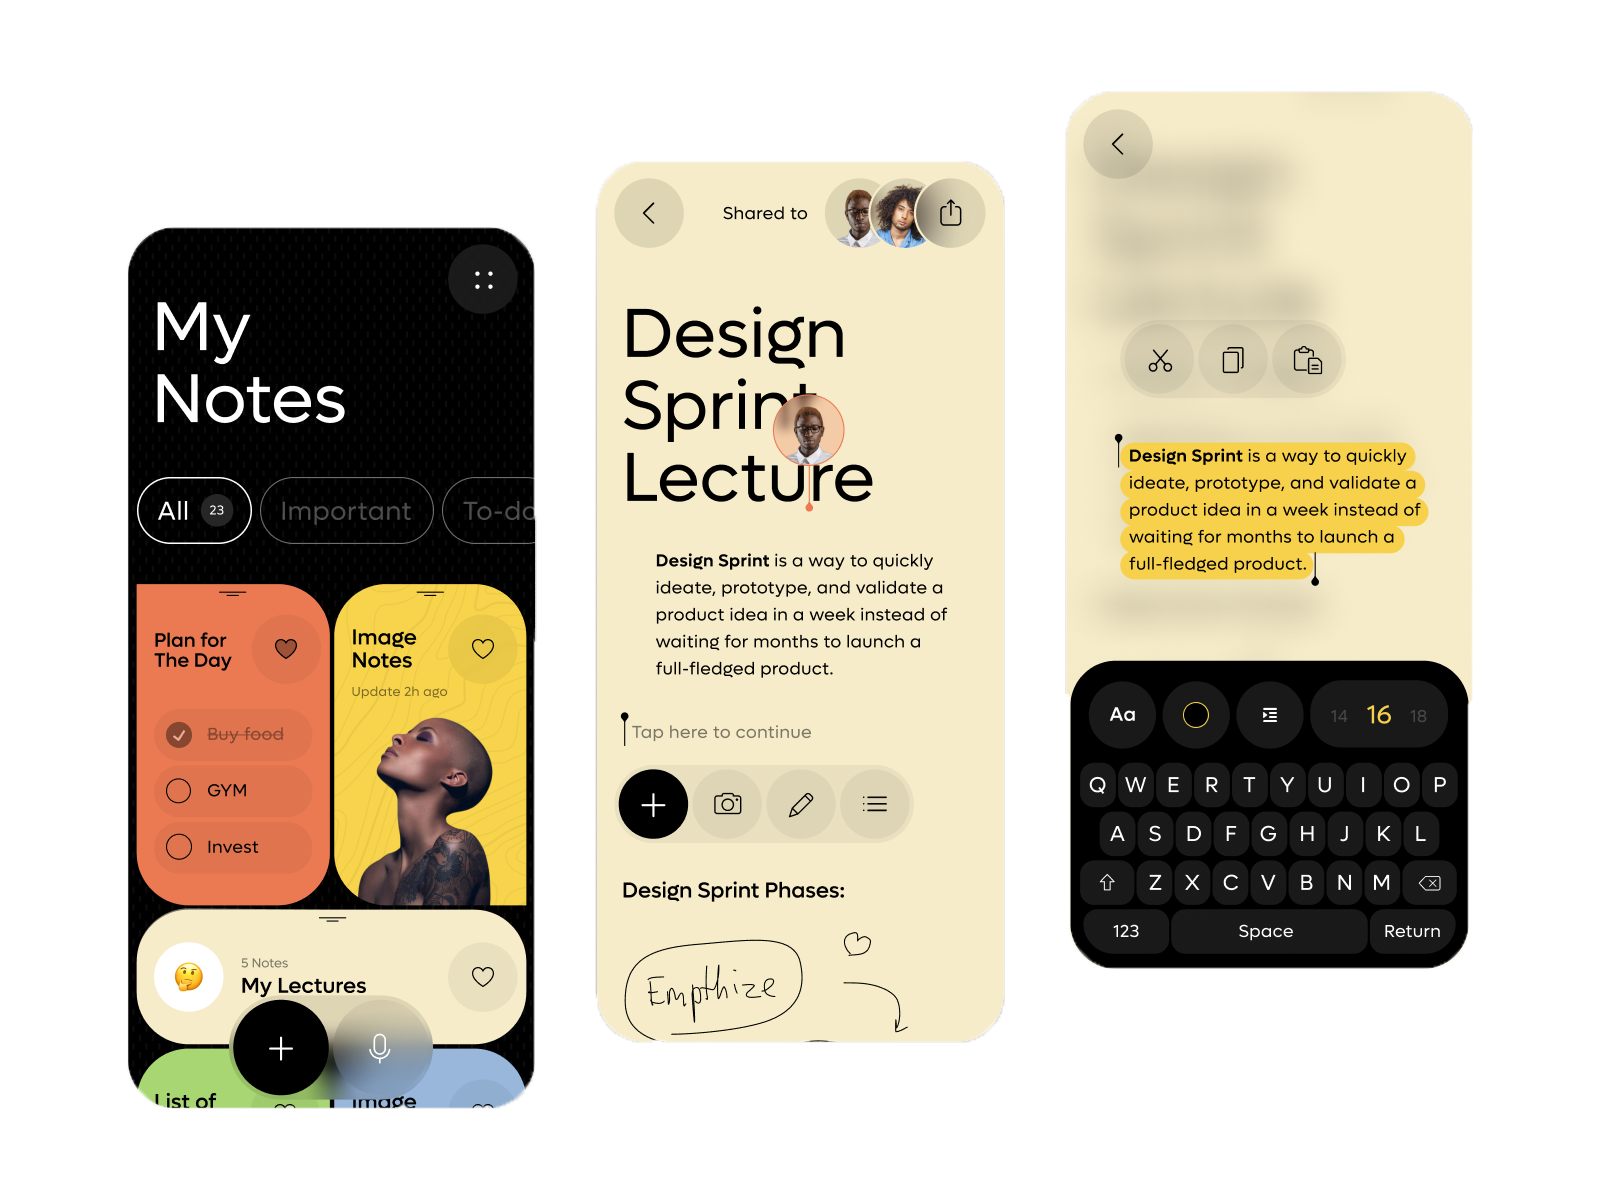 My
Notes
All 23
Important
To-do
Plan for
The Day
Buy food
GYM
Invest
Image
Notes
Update 2h ago
5 Notes
My Lectures
List of
Image
Shared to
Design
Sprint
Lecture
Design Sprint is a way to quickly
ideate, prototype, and validate a
product idea in a week instead of
waiting for months to launch a
full-fledged product.
Tap here to continue
Design Sprint Phases:
Empthize
Design Sprint is a way to quickly
ideate, prototype, and validate a
product idea in a week instead of
waiting for months to launch a
full-fledged product.
Aa 14 16 18
Q W E R T Y U I O P
A S D F G H J K L
Z X C V B N M
123 Space Return